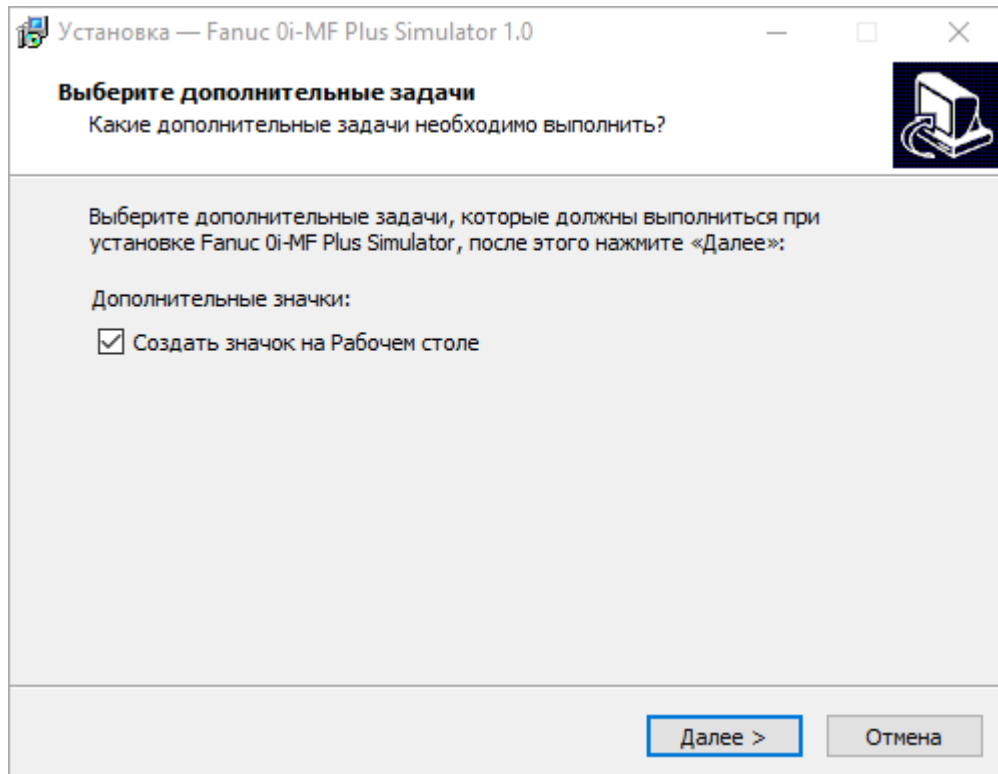 Установка — Fanuc 0i-MF Plus Simulator 1.0
Выберите дополнительные задачи
Какие дополнительные задачи необходимо выполнить?
Выберите дополнительные задачи, которые должны выполниться при
установке Fanuc 0i-MF Plus Simulator, после этого нажмите «Далее»:
Дополнительные значки:
Создать значок на Рабочем столе
Далее >
Отмена